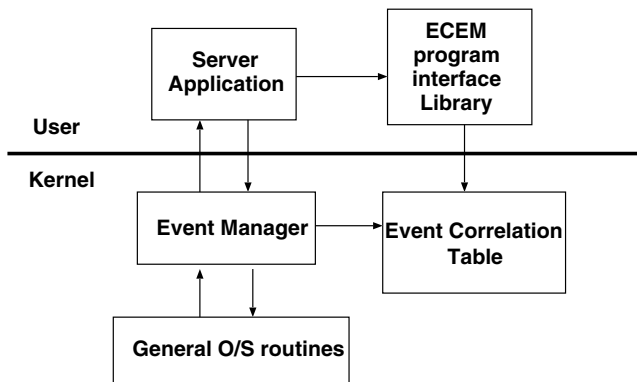 Server
Application
ECEM
program
interface
Library
User
Kernel
Event Manager
Event Correlation
Table
General O/S routines